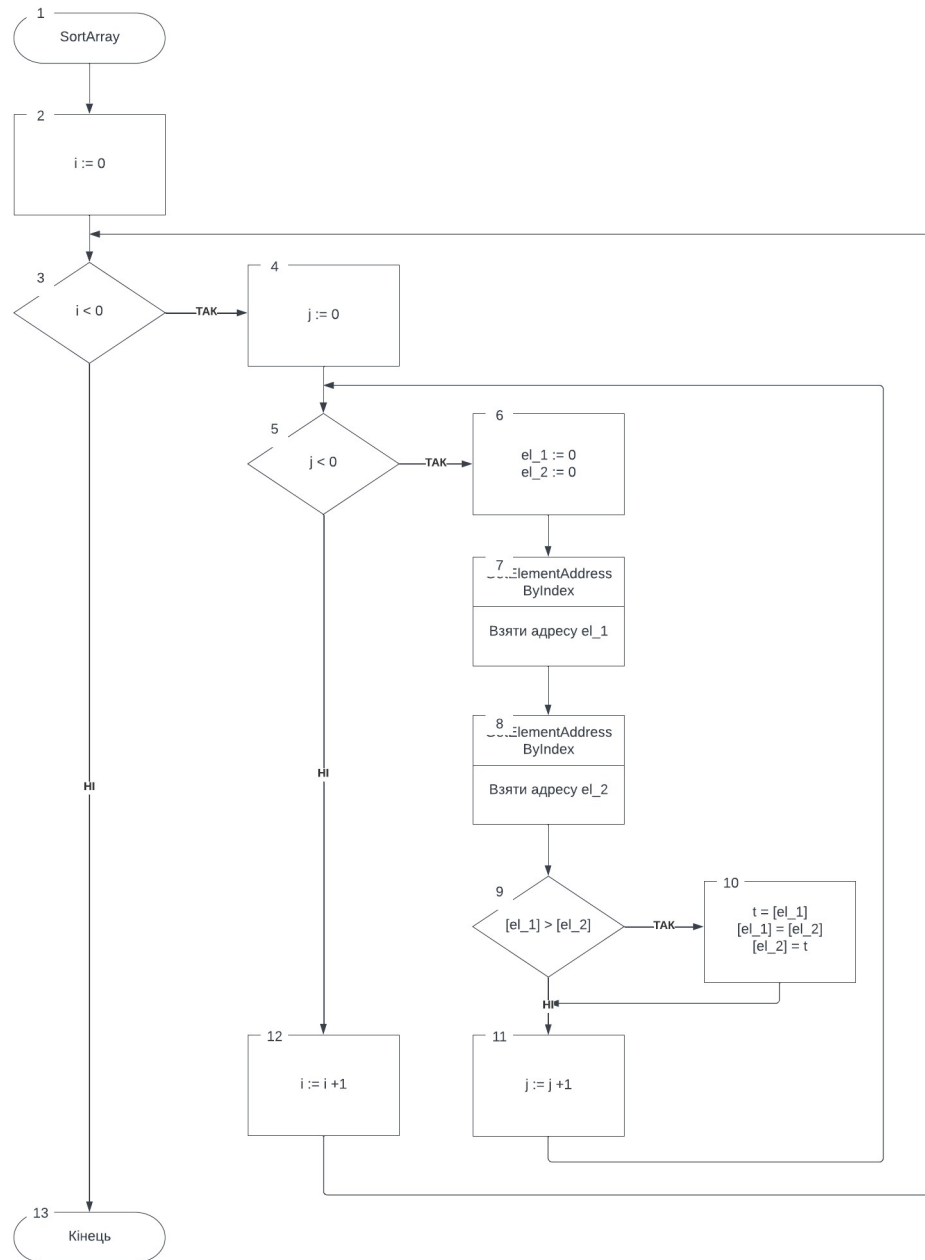 1
SortArray
2
i := 0
3
i < 0
ТАК
4
j := 0
5
j < 0
ТАК
6
el_1 := 0
el_2 := 0
7
ByIndex
Взяти адресу el_1
8
ByIndex
Взяти адресу el_2
9
[el_1] > [el_2]
ТАК
10
t = [el_1]
[el_1] = [el_2]
[el_2] = t
НІ
НІ
НІ
11
j := j +1
12
i := i +1
13
Кінець